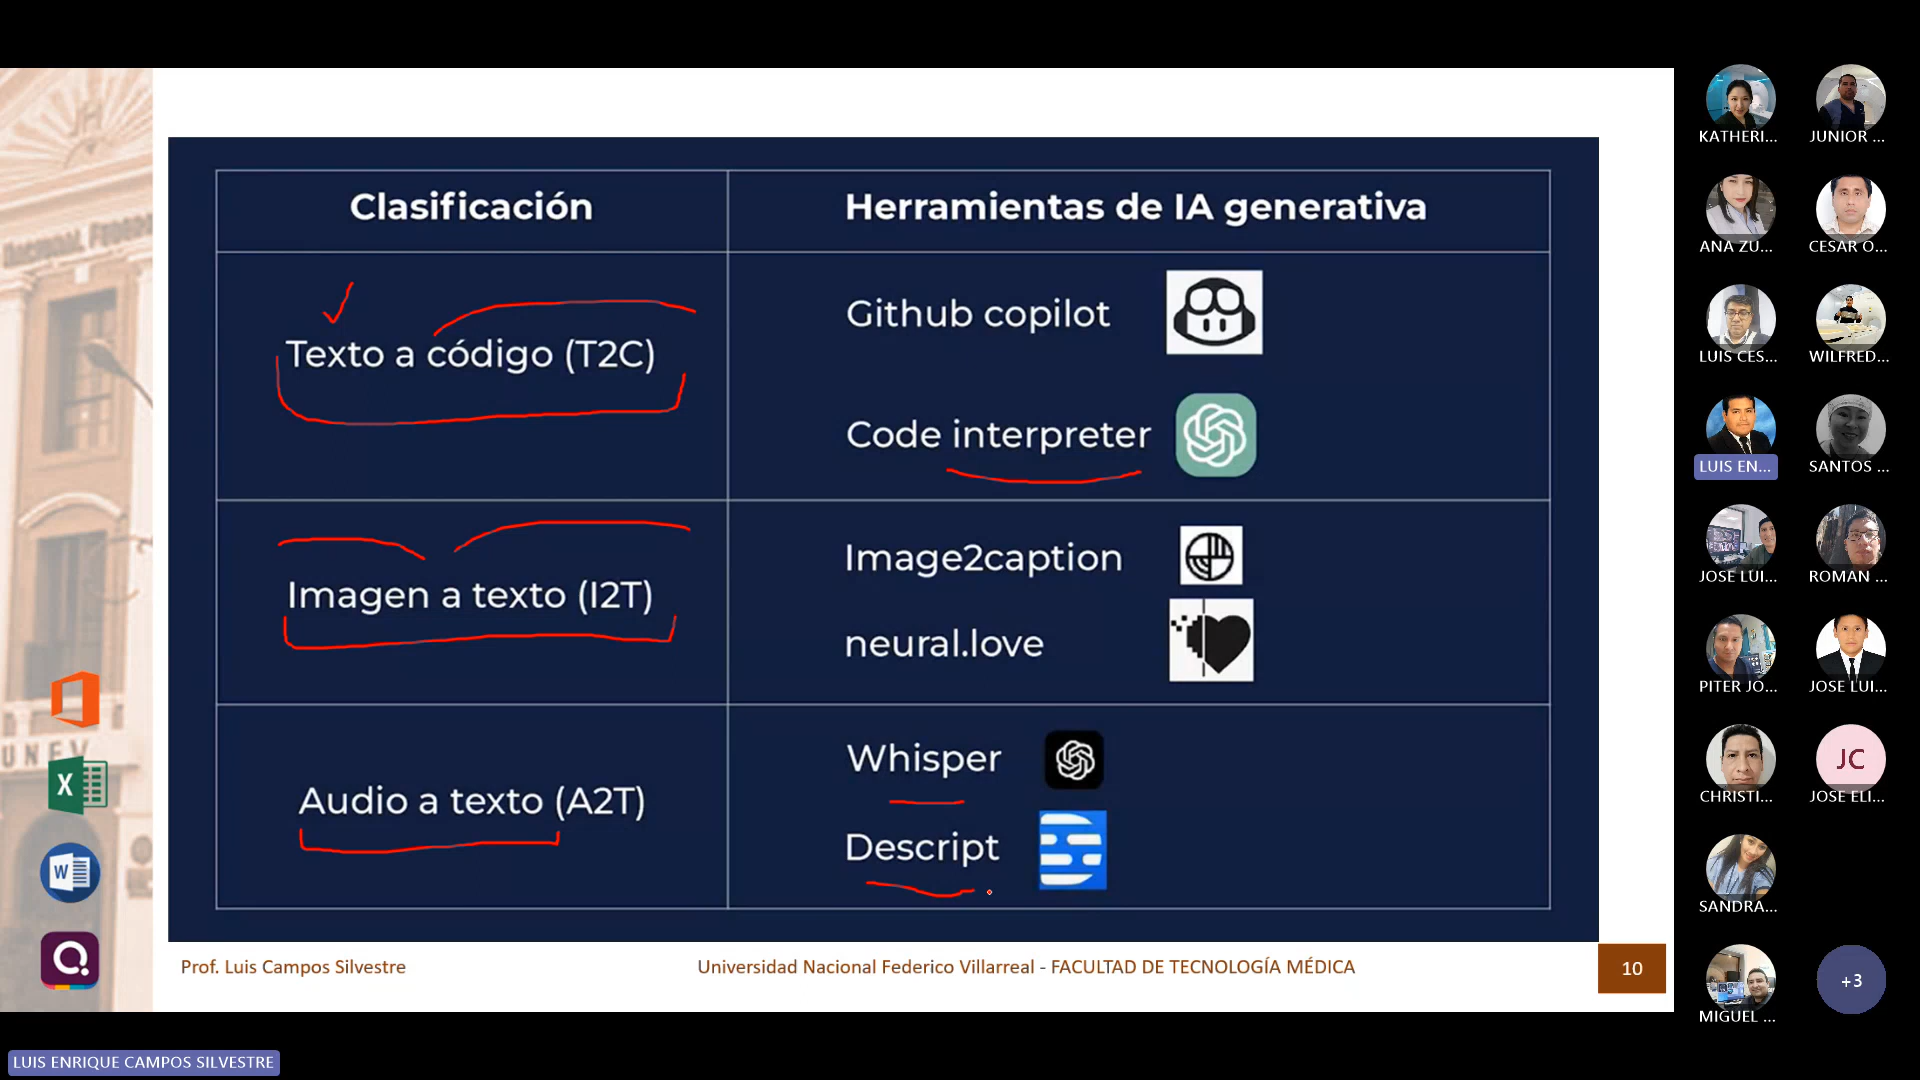 Clasificación
Herramientas de IA generativa
Texto a código (T2C)
Github copilot
Code interpreter
Imagen a texto (I2T)
Image2caption
neural.love
Audio a texto (A2T)
Whisper
Descript
Prof. Luis Campos Silvestre
Universidad Nacional Federico Villarreal - FACULTAD DE TECNOLOGÍA MÉDICA
10
UNFV
X
W
KATHERI...
JUNIOR ...
ANA ZU...
CESAR O...
LUIS CES...
WILFRED...
LUIS EN...
SANTOS ...
JOSE LUI...
ROMAN ...
PITER JO...
JOSE LUI...
CHRISTI...
JC
JOSE ELI...
SANDRA...
MIGUEL ...
+3
LUIS ENRIQUE CAMPOS SILVESTRE